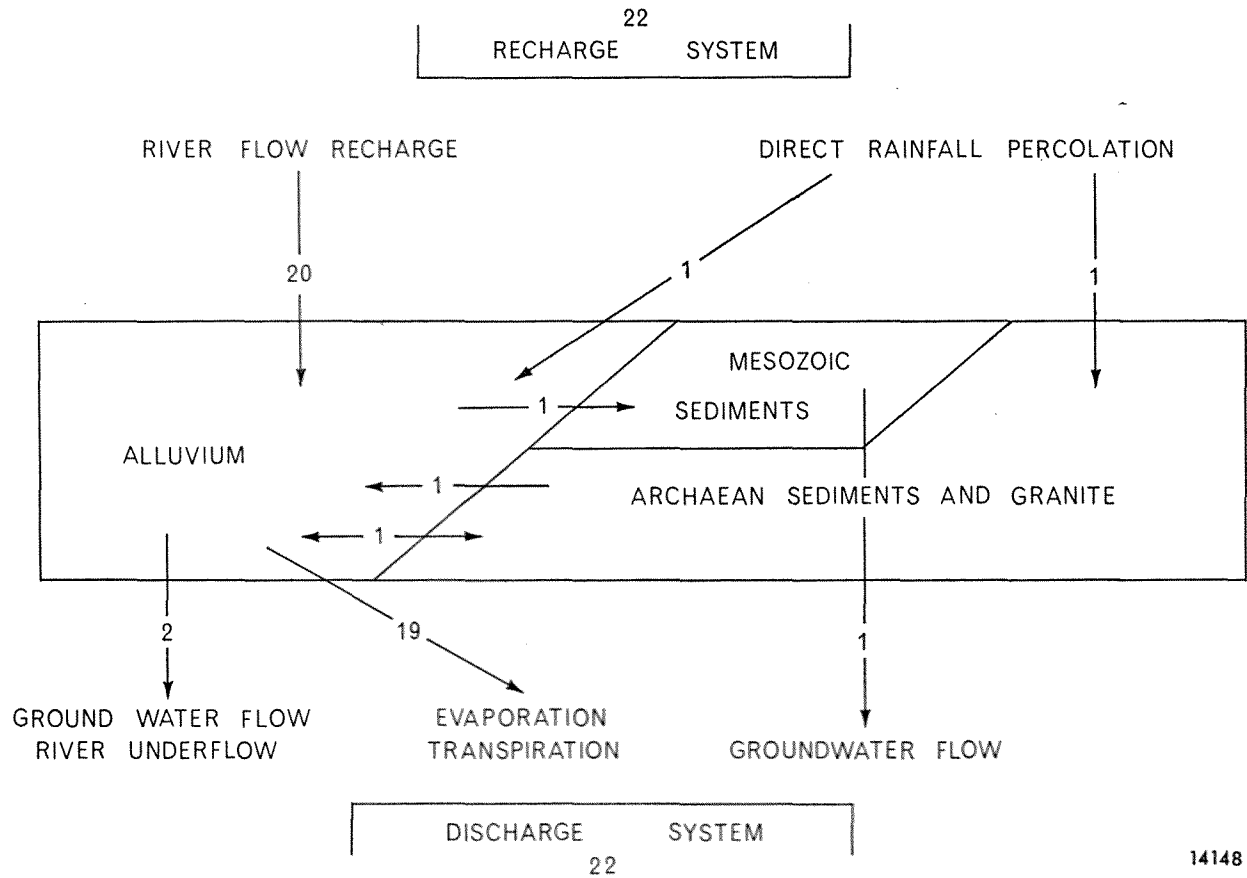 22
RECHARGE SYSTEM
RIVER FLOW RECHARGE
DIRECT RAINFALL PERCOLATION
20
1
1
MESOZOIC
SEDIMENTS
1
ALLUVIUM
1
ARCHAEAN SEDIMENTS AND GRANITE
1
2
19
1
GROUND WATER FLOW
RIVER UNDERFLOW
EVAPORATION
TRANSPIRATION
GROUNDWATER FLOW
DISCHARGE SYSTEM
22
14148